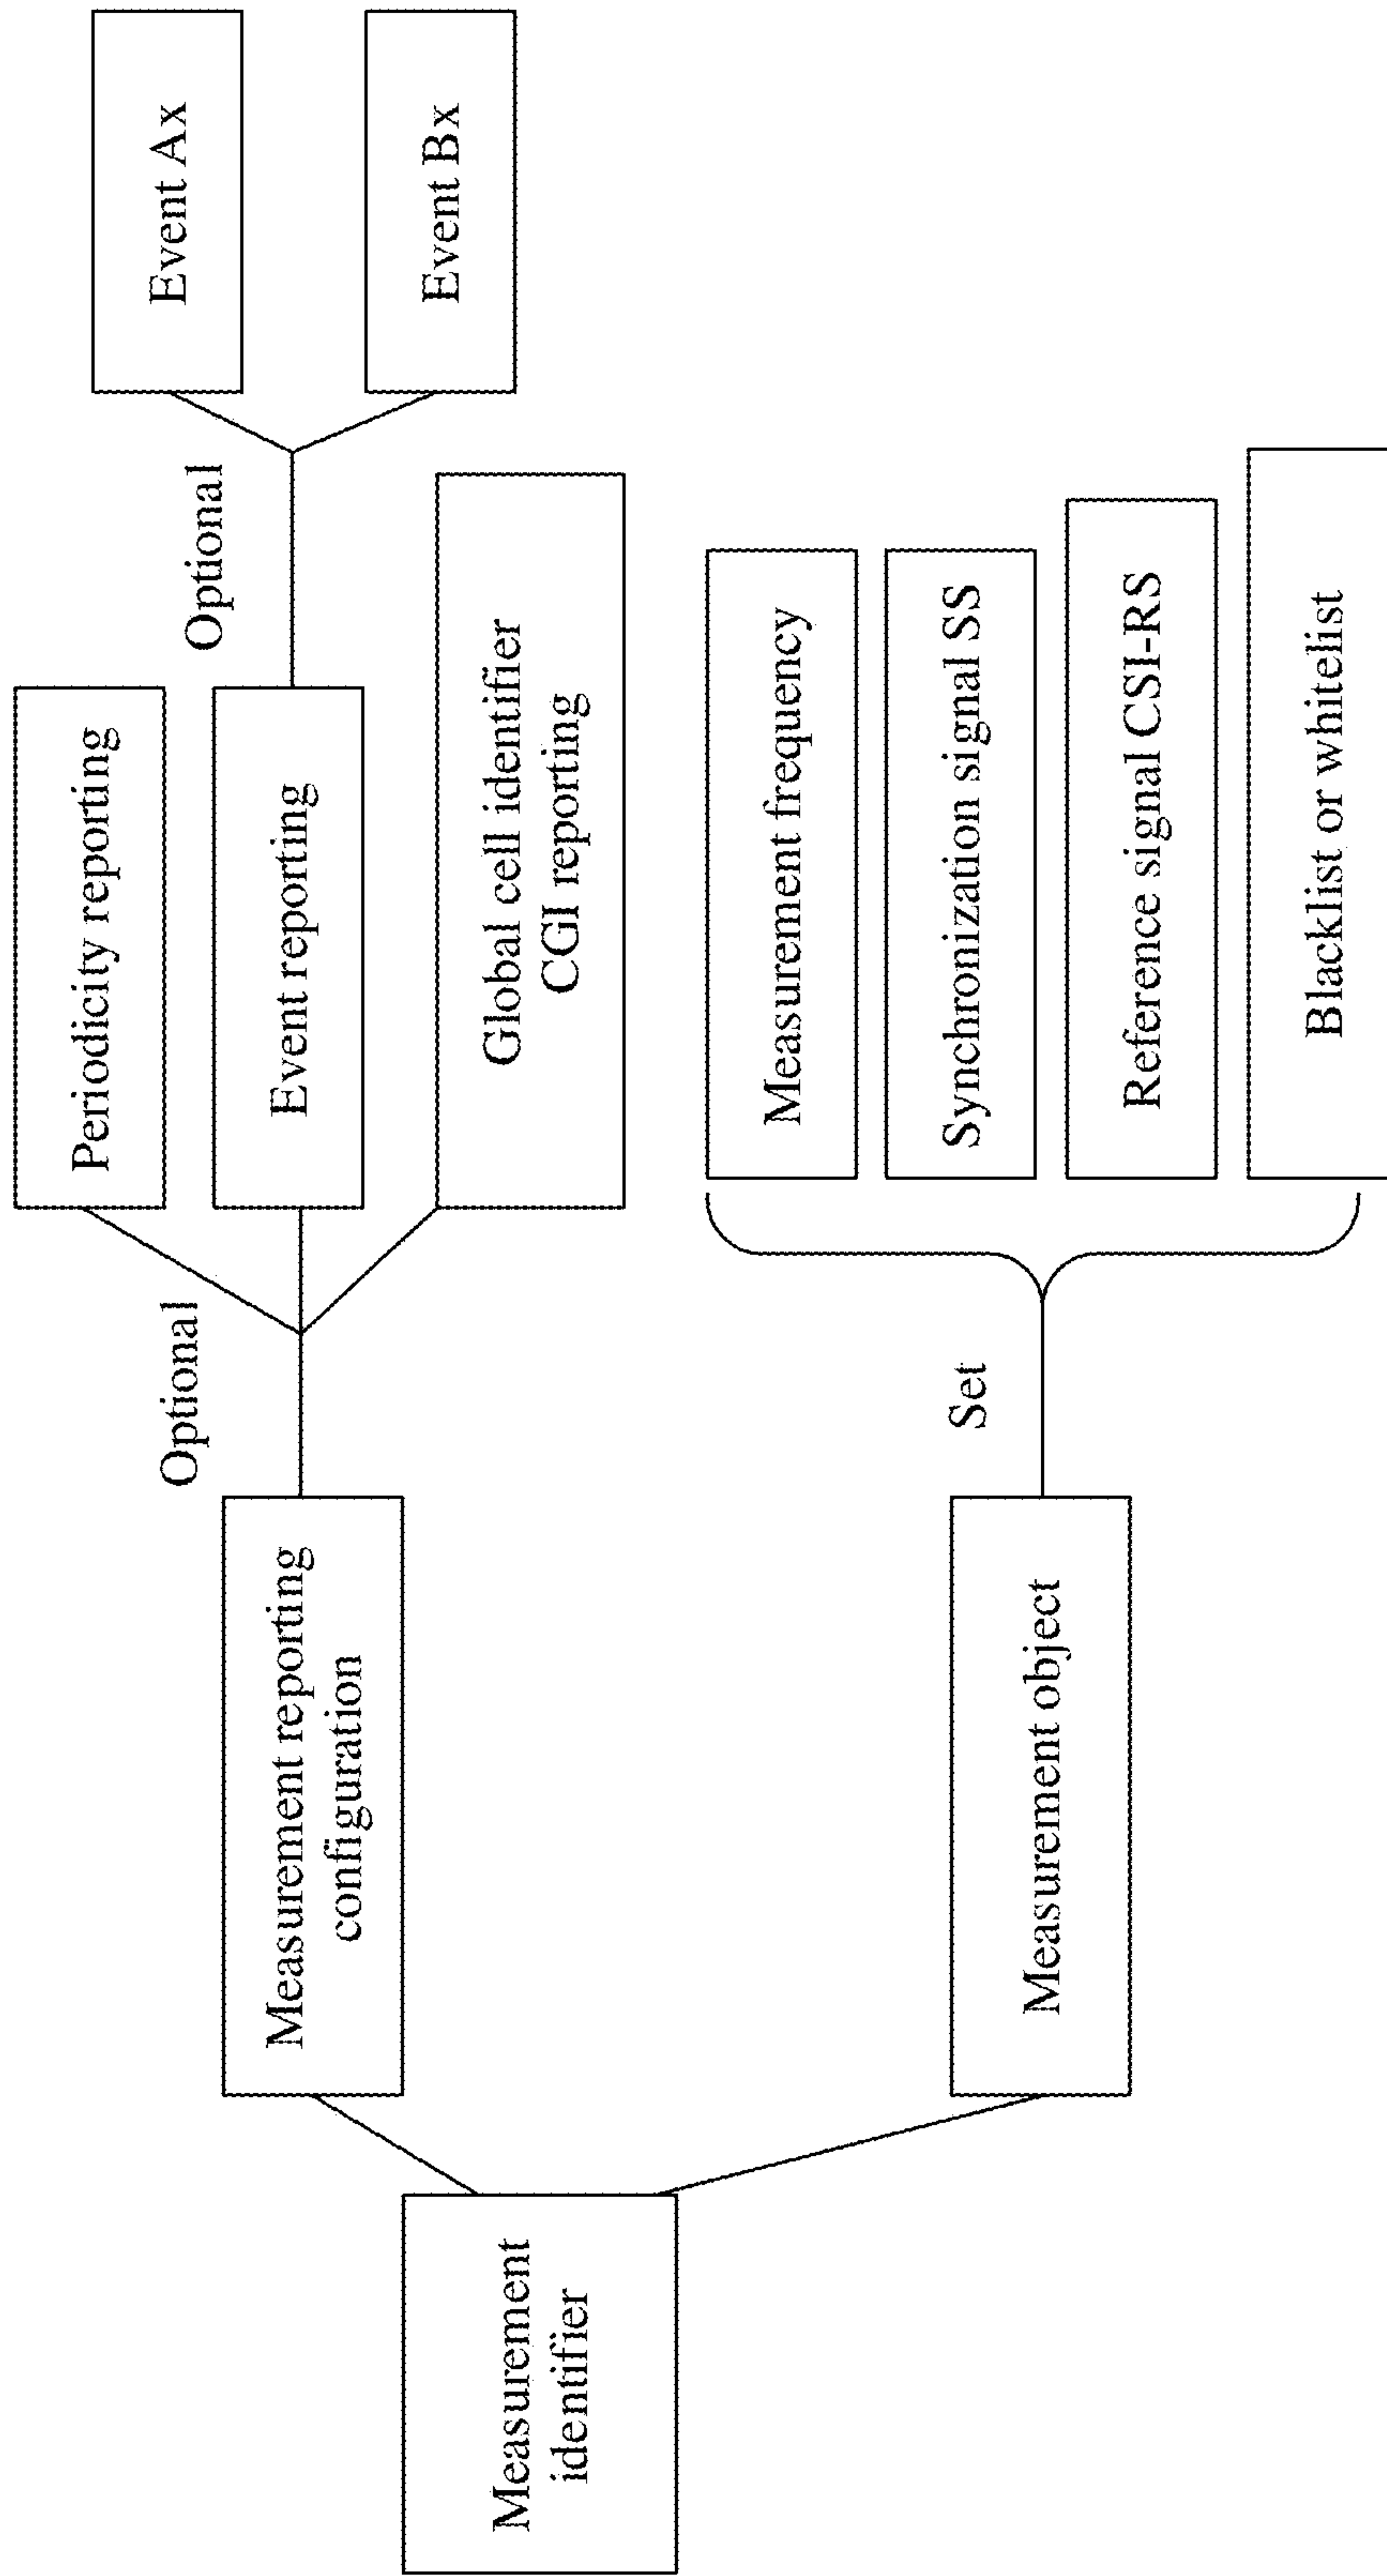 Measurement
identifier
Measurement reporting
configuration
Optional
Periodicity reporting
Event reporting
Global cell identifier
CGI reporting
Optional
Event Ax
Event Bx
Measurement object
Set
Measurement frequency
Synchronization signal SS
Reference signal CSI-RS
Blacklist or whitelist